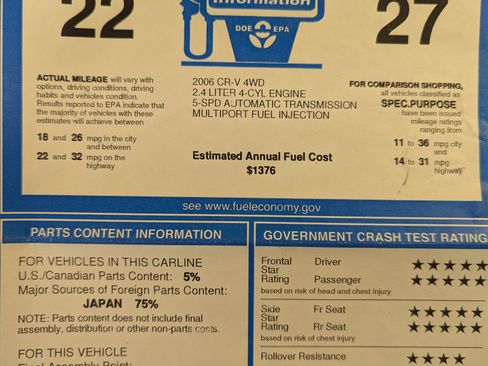 Information
22
27
DOE EPA
ACTUAL MILEAGE will vary with
options, driving conditions, driving
habits and vehicles condition.
Results reported to EPA indicate that
the majority of vehicles with these
estimates will achieve between
18 and 26 mpg in the city
and between
22 and 32 mpg on the
highway
2006 CR-V 4WD
2.4 LITER 4-CYL ENGINE
5-SPD AUTOMATIC TRANSMISSION
MULTIPORT FUEL INJECTION
Estimated Annual Fuel Cost
$1376
FOR COMPARISON SHOPPING,
all vehicles classified as
SPEC.PURPOSE
have been issued
mileage ratings
ranging from
11 to 36 mpg city
and
14 to 31 mpg
highway
see www.fueleconomy.gov
PARTS CONTENT INFORMATION
FOR VEHICLES IN THIS CARLINE
U.S./Canadian Parts Content: 5%
Major Sources of Foreign Parts Content:
JAPAN 75%
NOTE: Parts content does not include final
assembly, distribution or other non-parts costs.
FOR THIS VEHICLE
Final Assembly Point:
GOVERNMENT CRASH TEST RATING
Frontal Driver ★★★★★
Star
Rating Passenger ★★★★★
based on risk of head and chest injury
Side Fr Seat ★★★★★
Star
Rating Rr Seat ★★★★★
based on risk of chest injury
Rollover Resistance ★★★★